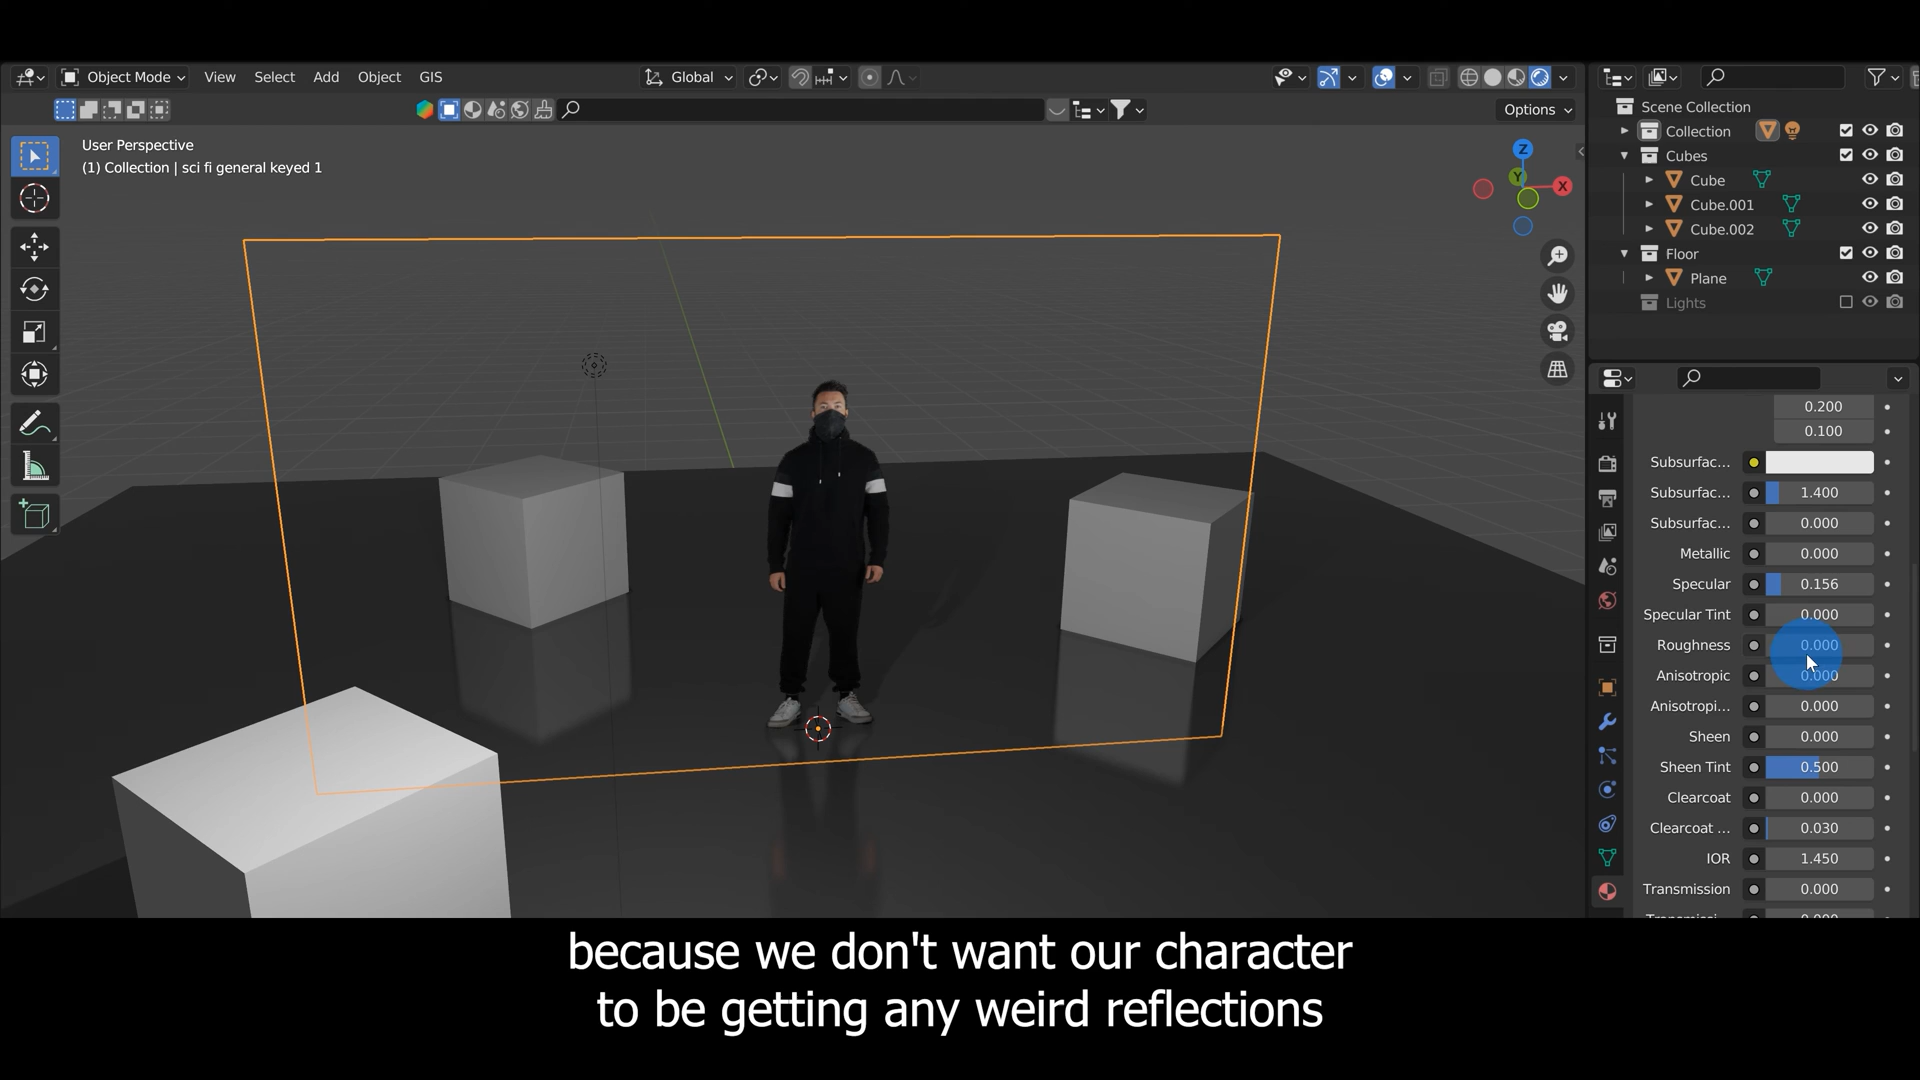 Object Mode View Select Add Object GIS Global
Options
User Perspective
(1) Collection | sci fi general keyed 1
Z
Y
X
Scene Collection
Collection
Cubes
Cube
Cube.001
Cube.002
Floor
Plane
Lights
0.200
0.100
Subsurfac...
Subsurfac... 1.400
Subsurfac... 0.000
Metallic 0.000
Specular 0.156
Specular Tint 0.000
Roughness 0.000
Anisotropic 0.000
Anisotropi... 0.000
Sheen 0.000
Sheen Tint 0.500
Clearcoat 0.000
Clearcoat ... 0.030
IOR 1.450
Transmission 0.000
because we don't want our character
to be getting any weird reflections